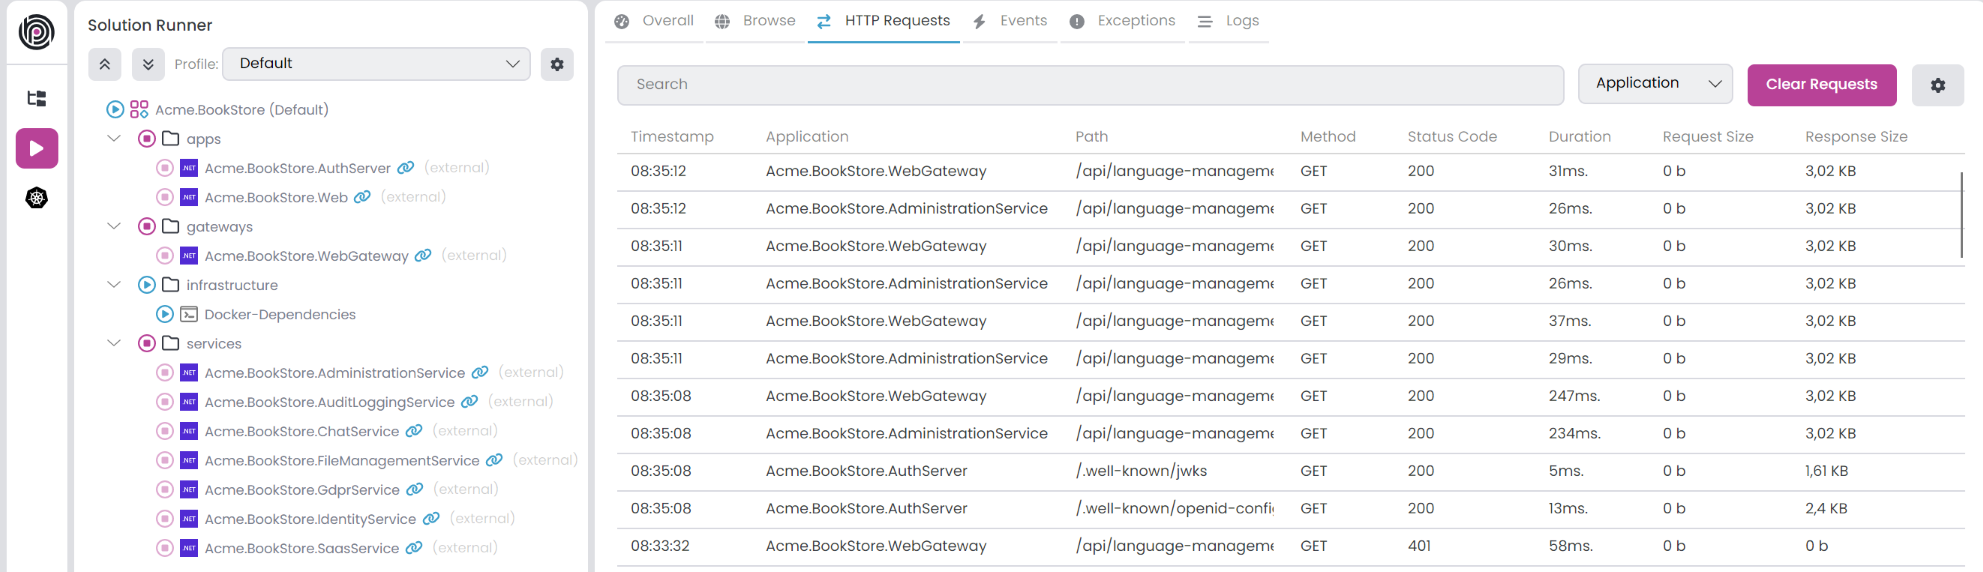 Solution Runner
Profile: Default
Acme.BookStore (Default)
apps
.NET Acme.BookStore.AuthServer (external)
.NET Acme.BookStore.Web (external)
gateways
.NET Acme.BookStore.WebGateway (external)
infrastructure
Docker-Dependencies
services
.NET Acme.BookStore.AdministrationService (external)
.NET Acme.BookStore.AuditLoggingService (external)
.NET Acme.BookStore.ChatService (external)
.NET Acme.BookStore.FileManagementService (external)
.NET Acme.BookStore.GdprService (external)
.NET Acme.BookStore.IdentityService (external)
.NET Acme.BookStore.SaasService (external)
Overall Browse HTTP Requests Events Exceptions Logs
Search Application Clear Requests
Timestamp Application Path Method Status Code Duration Request Size Response Size
08:35:12 Acme.BookStore.WebGateway /api/language-manageme GET 200 31ms. 0 b 3,02 KB
08:35:12 Acme.BookStore.AdministrationService /api/language-manageme GET 200 26ms. 0 b 3,02 KB
08:35:11 Acme.BookStore.WebGateway /api/language-manageme GET 200 30ms. 0 b 3,02 KB
08:35:11 Acme.BookStore.AdministrationService /api/language-manageme GET 200 26ms. 0 b 3,02 KB
08:35:11 Acme.BookStore.WebGateway /api/language-manageme GET 200 37ms. 0 b 3,02 KB
08:35:11 Acme.BookStore.AdministrationService /api/language-manageme GET 200 29ms. 0 b 3,02 KB
08:35:08 Acme.BookStore.WebGateway /api/language-manageme GET 200 247ms. 0 b 3,02 KB
08:35:08 Acme.BookStore.AdministrationService /api/language-manageme GET 200 234ms. 0 b 3,02 KB
08:35:08 Acme.BookStore.AuthServer /.well-known/jwks GET 200 5ms. 0 b 1,61 KB
08:35:08 Acme.BookStore.AuthServer /.well-known/openid-config GET 200 13ms. 0 b 2,4 KB
08:33:32 Acme.BookStore.WebGateway /api/language-manageme GET 401 58ms. 0 b 0 b